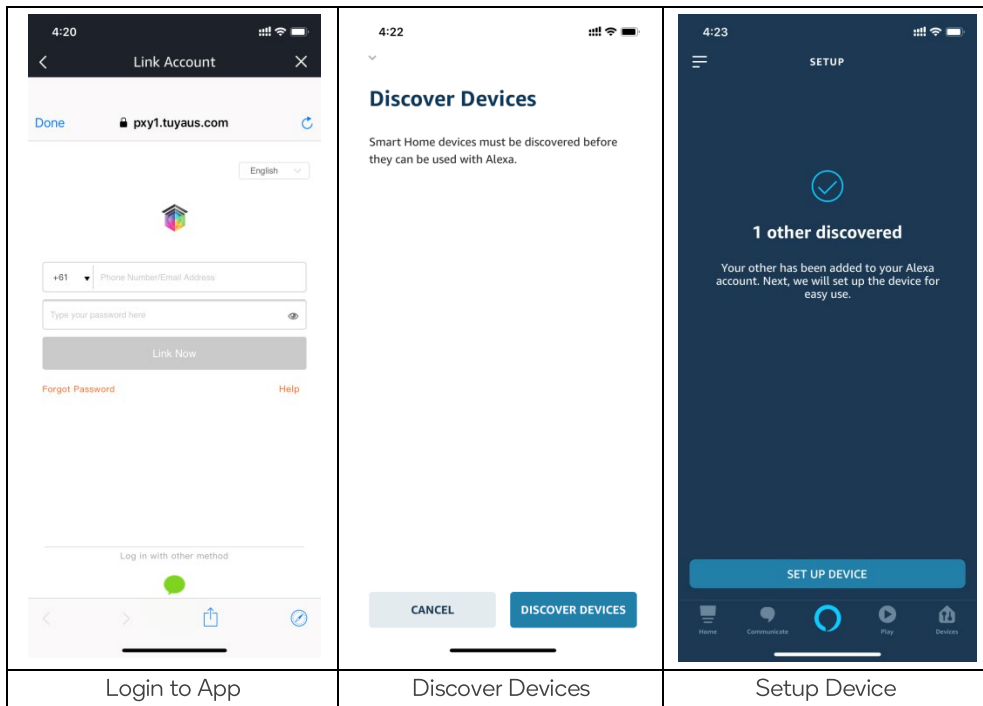 4:20
Link Account
Done
pxy1.tuyaus.com
English
+61
Phone Number/Email Address
Type your password here
Link Now
Forgot Password
Help
Log in with other method
Login to App
4:22
Discover Devices
Smart Home devices must be discovered before
they can be used with Alexa.
CANCEL
DISCOVER DEVICES
Discover Devices
4:23
SETUP
1 other discovered
Your other has been added to your Alexa
account. Next, we will set up the device for
easy use.
SET UP DEVICE
Home
Communicate
Play
Devices
Setup Device